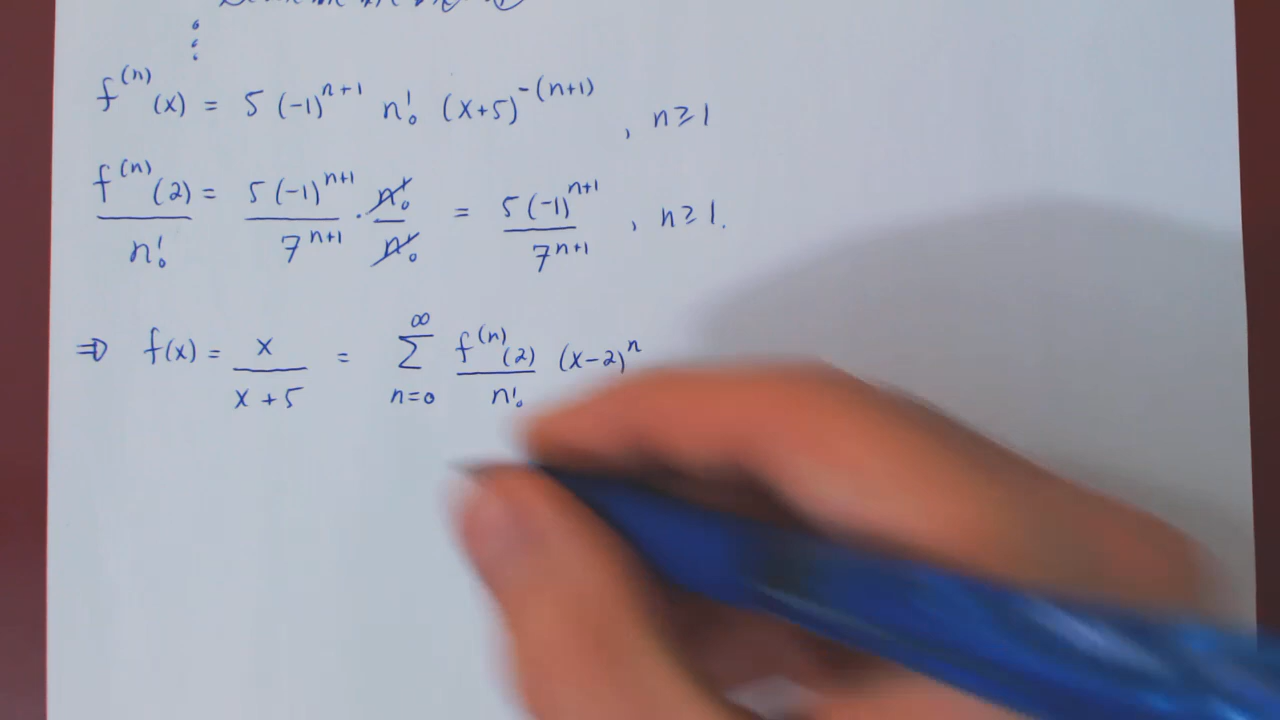 f^(n)(x) = 5(-1)^{n+1} n! (x+5)^{-(n+1)}, n ≥ 1
f^(n)(2)/n! = 5(-1)^{n+1}/7^{n+1} · n!/n! = 5(-1)^{n+1}/7^{n+1}, n ≥ 1.
⇒ f(x) = x/(x+5) = ∑_{n=0}^{∞} f^(n)(2)/n! (x-2)^n